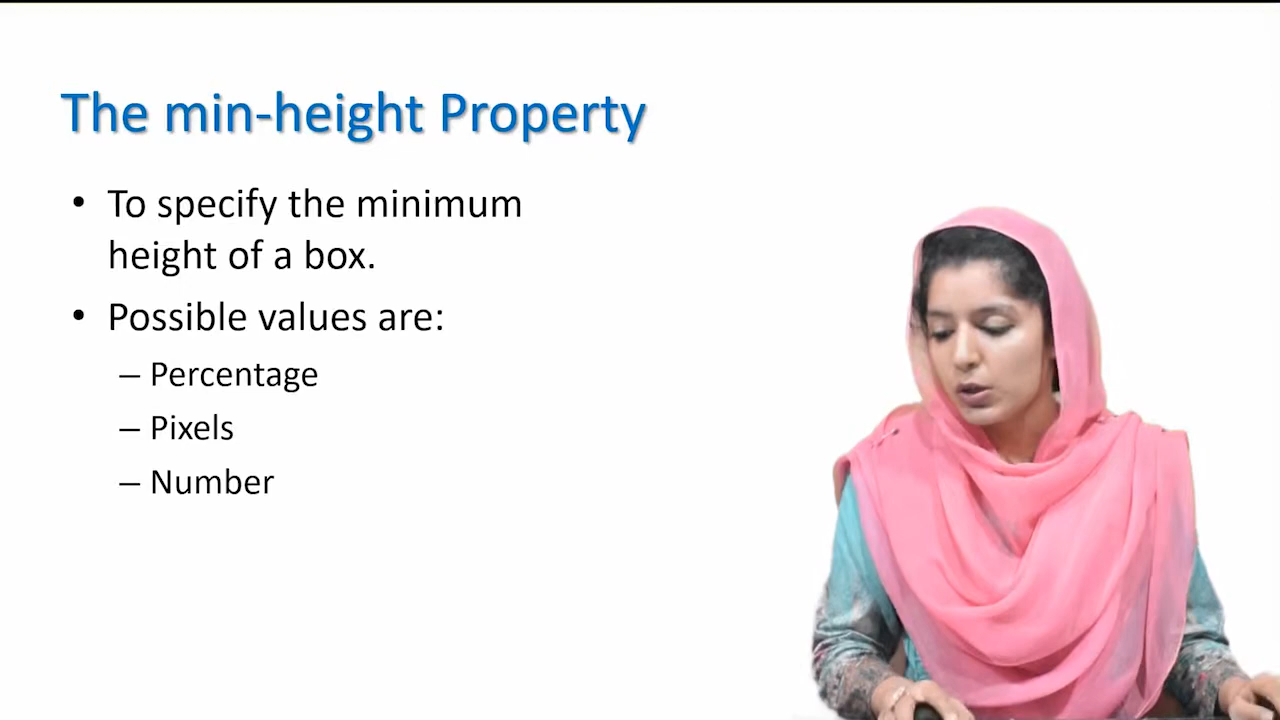 The min-height Property
• To specify the minimum
height of a box.
• Possible values are:
– Percentage
– Pixels
– Number